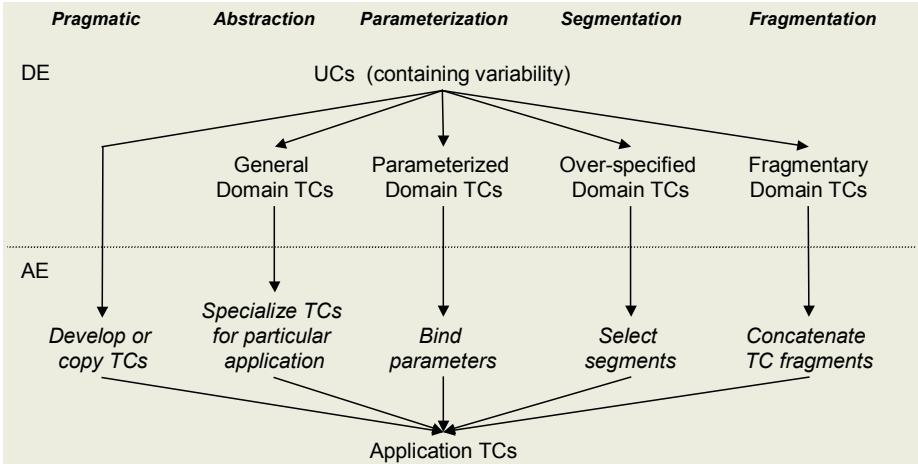 Pragmatic Abstraction Parameterization Segmentation Fragmentation
DE
UCs (containing variability)
General
Domain TCs
Parameterized
Domain TCs
Over-specified
Domain TCs
Fragmentary
Domain TCs
AE
Develop or
copy TCs
Specialize TCs
for particular
application
Bind
parameters
Select
segments
Concatenate
TC fragments
Application TCs